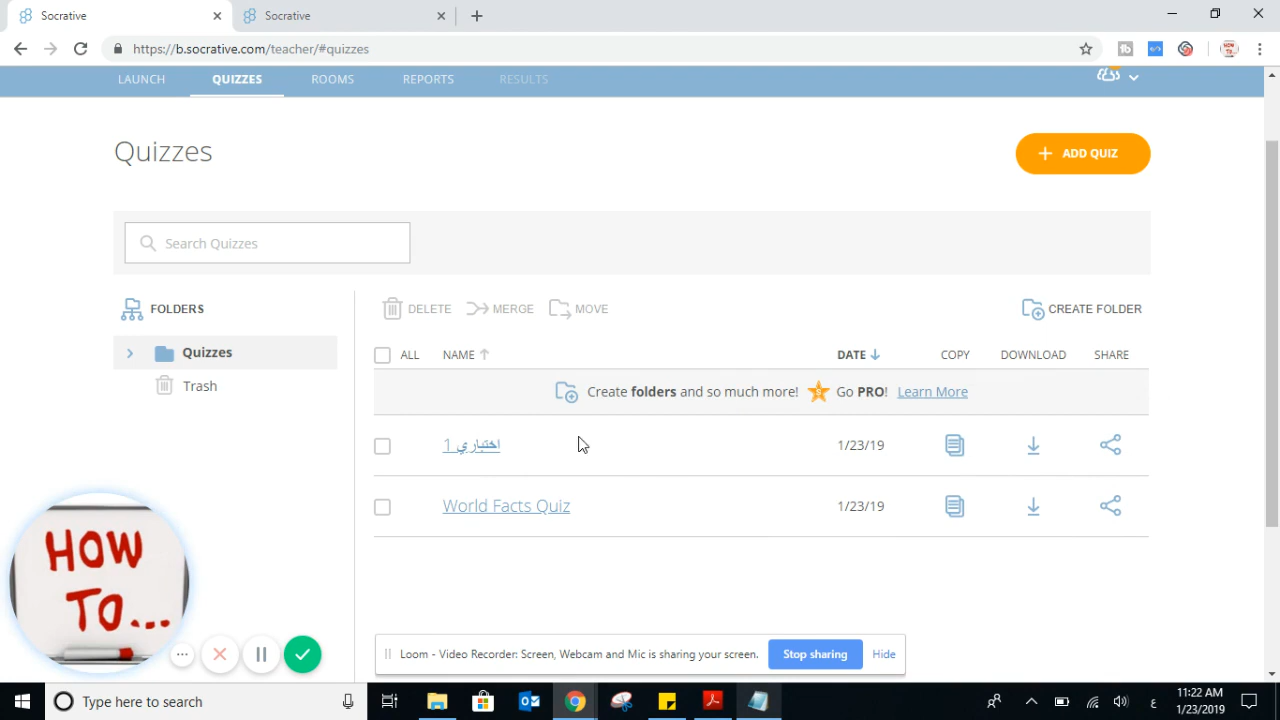 Socrative
Socrative
https://b.socrative.com/teacher/#quizzes
LAUNCH
QUIZZES
ROOMS
REPORTS
RESULTS
Quizzes
ADD QUIZ
Search Quizzes
FOLDERS
DELETE
MERGE
MOVE
CREATE FOLDER
Quizzes
ALL
NAME
DATE
COPY
DOWNLOAD
SHARE
Trash
Create folders and so much more! Go PRO! Learn More
اختباري 1
1/23/19
World Facts Quiz
1/23/19
HOW
TO...
Loom - Video Recorder: Screen, Webcam and Mic is sharing your screen.
Stop sharing
Hide
Type here to search
ع
11:22 AM
1/23/2019